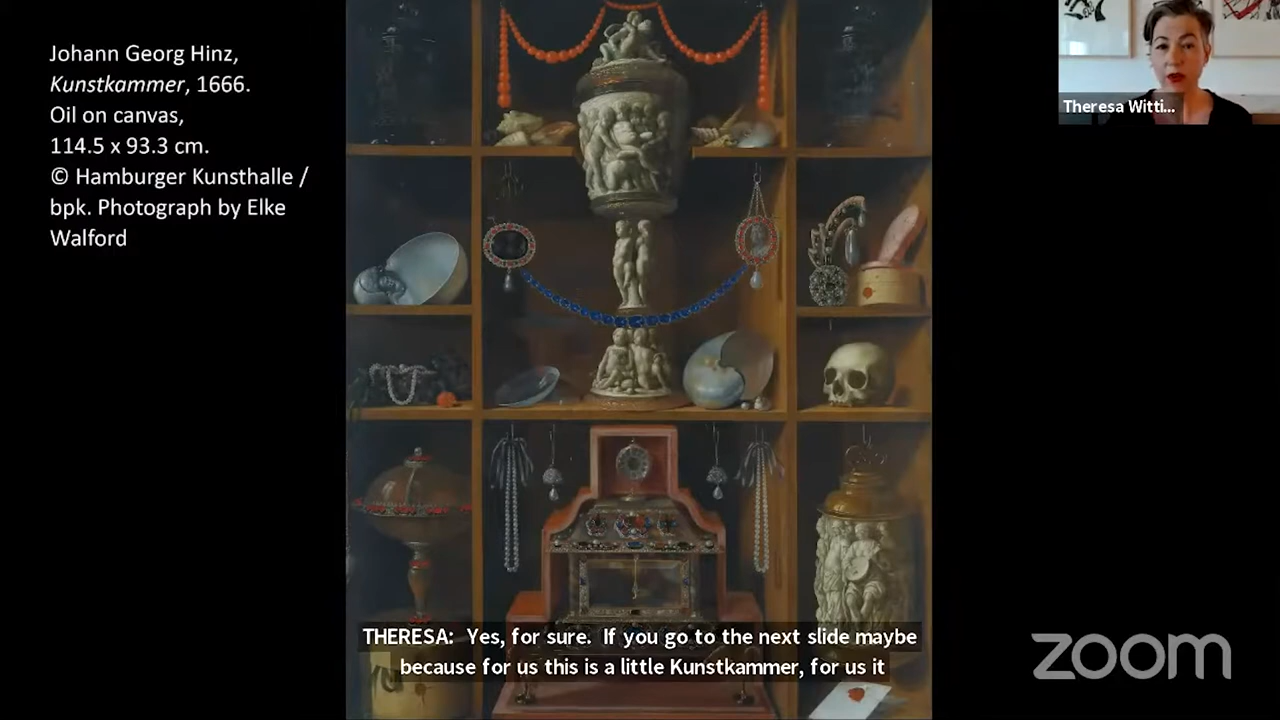 Johann Georg Hinz,
Kunstkammer, 1666.
Oil on canvas,
114.5 x 93.3 cm.
© Hamburger Kunsthalle /
bpk. Photograph by Elke
Walford
Theresa Witti...
THERESA: Yes, for sure. If you go to the next slide maybe
because for us this is a little Kunstkammer, for us it
zoom